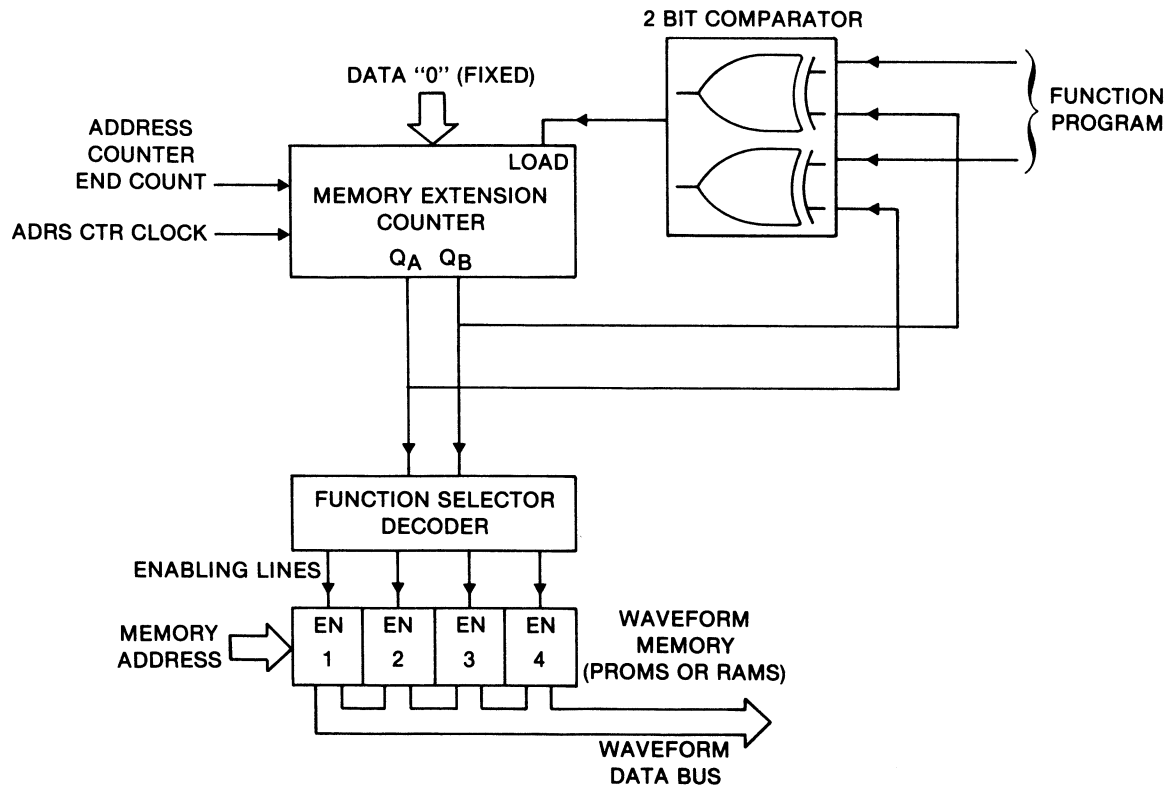 2 BIT COMPARATOR
DATA “0” (FIXED)
FUNCTION
PROGRAM
ADDRESS
COUNTER
END COUNT
LOAD
MEMORY EXTENSION
COUNTER
ADRS CTR CLOCK
QA QB
FUNCTION SELECTOR
DECODER
ENABLING LINES
EN EN EN EN
1 2 3 4
MEMORY
ADDRESS
WAVEFORM
MEMORY
(PROMS OR RAMS)
WAVEFORM
DATA BUS